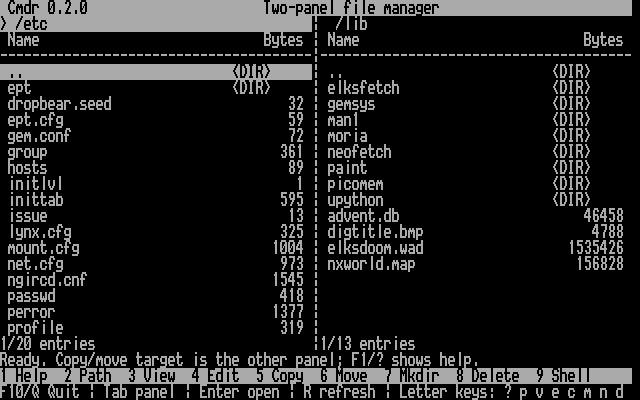 Cmdr 0.2.0 Two-panel file manager
> /etc ¦ /lib
Name Bytes ¦ Name Bytes
.. <DIR> ¦ .. <DIR>
ept <DIR> ¦ elksfetch <DIR>
dropbear.seed 32 ¦ gemsys <DIR>
ept.cfg 59 ¦ man1 <DIR>
gem.conf 72 ¦ moria <DIR>
group 361 ¦ neofetch <DIR>
hosts 89 ¦ paint <DIR>
initlvl 1 ¦ picomem <DIR>
inittab 595 ¦ upython <DIR>
issue 13 ¦ advent.db 46458
lynx.cfg 325 ¦ digtitle.bmp 4788
mount.cfg 1004 ¦ elksdoom.wad 1535426
net.cfg 973 ¦ nxworld.map 156828
ngircd.cnf 1545 ¦
passwd 418 ¦
perror 1377 ¦
profile 319 ¦
1/20 entries ¦ 1/13 entries
Ready. Copy/move target is the other panel; F1/? shows help.
1 Help 2 Path 3 View 4 Edit 5 Copy 6 Move 7 Mkdir 8 Delete 9 Shell
F10/Q Quit ¦ Tab panel ¦ Enter open ¦ R refresh ¦ Letter keys: ? p v e c m n d